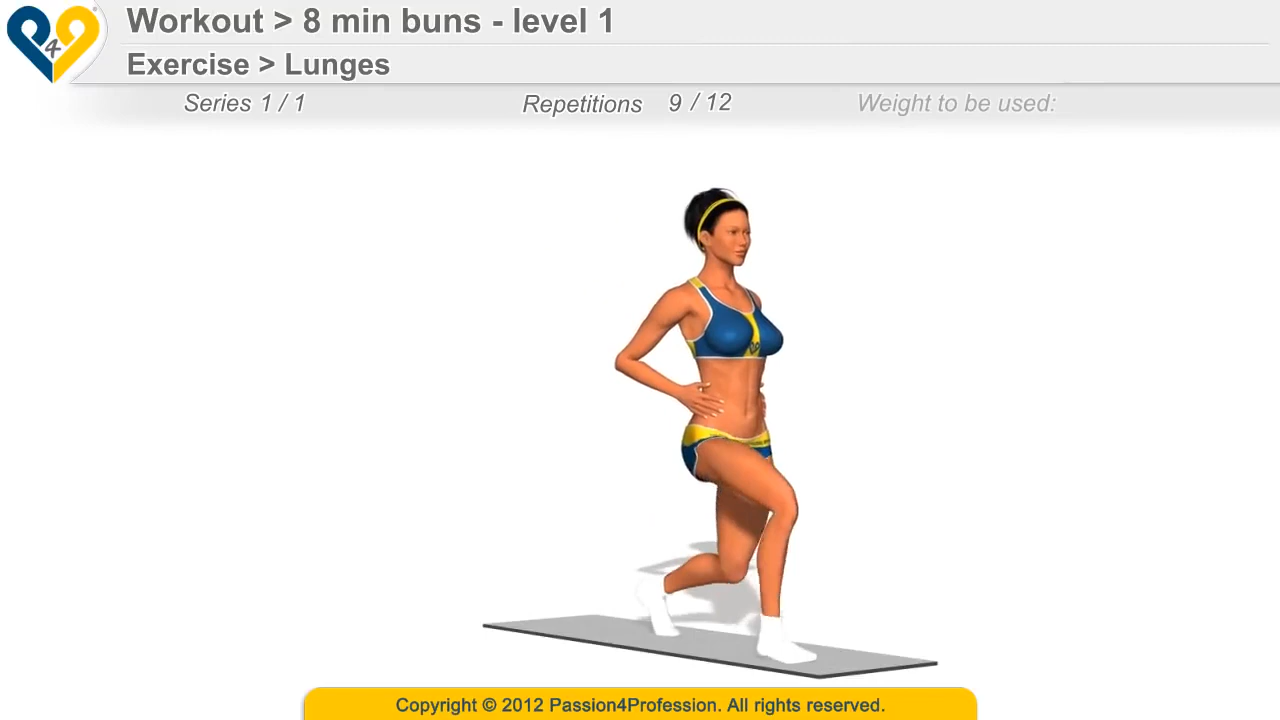 Workout > 8 min buns - level 1
Exercise > Lunges
Series 1 / 1 Repetitions 9 / 12 Weight to be used:
4
Copyright © 2012 Passion4Profession. All rights reserved.